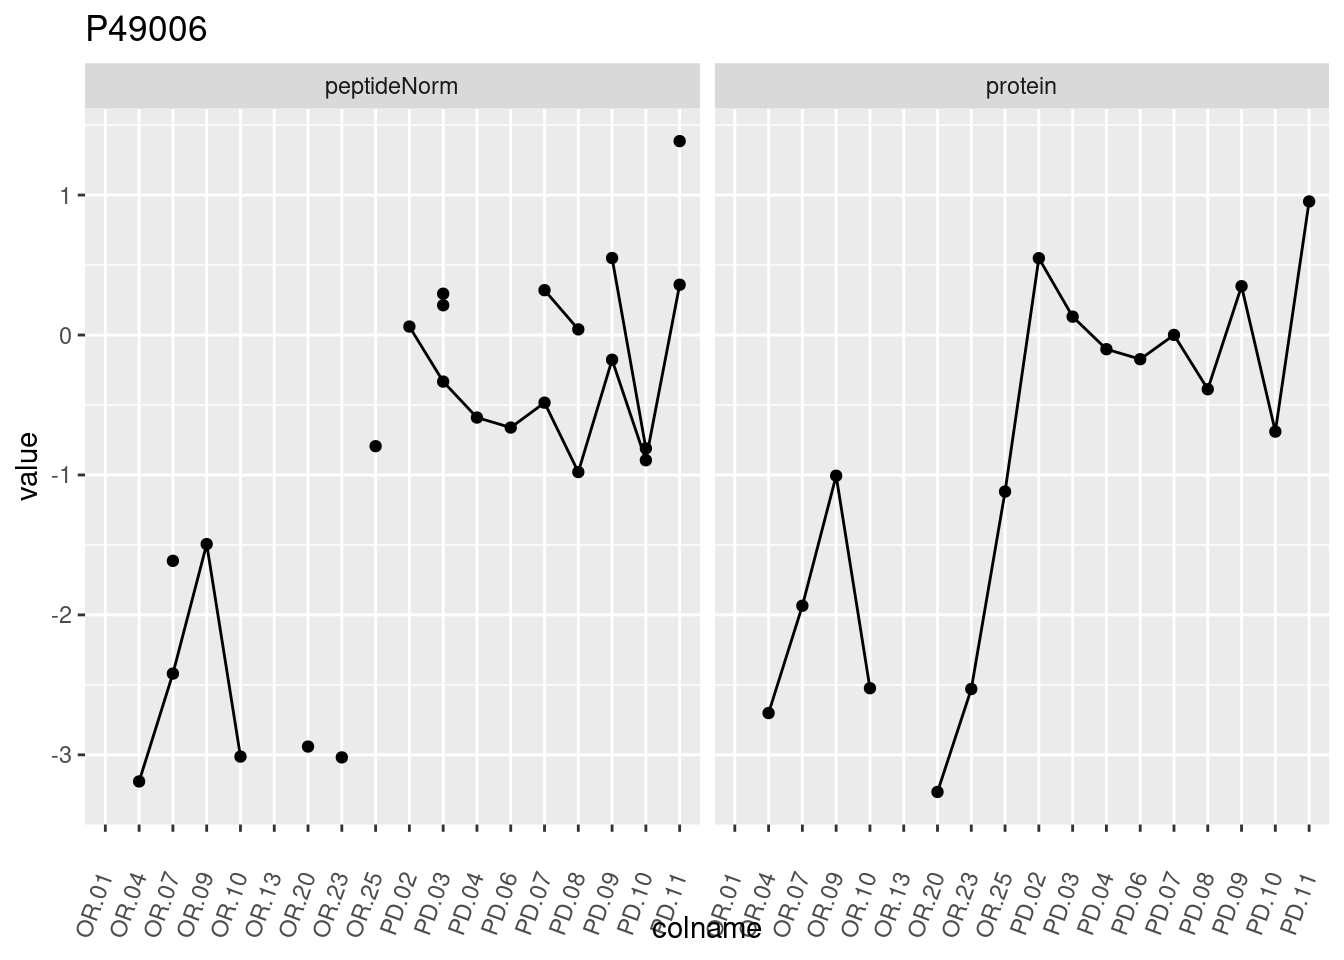 P49006
peptideNorm protein
1
0
-1
-2
-3
value
OR.01 OR.04 OR.07 OR.09 OR.10 OR.13 OR.20 OR.23 OR.25 PD.02 PD.03 PD.04 PD.06 PD.07 PD.08 PD.09 PD.10 PD.11 OR.01 OR.04 OR.07 OR.09 OR.10 OR.13 OR.20 OR.23 OR.25 PD.02 PD.03 PD.04 PD.06 PD.07 PD.08 PD.09 PD.10 PD.11
colname